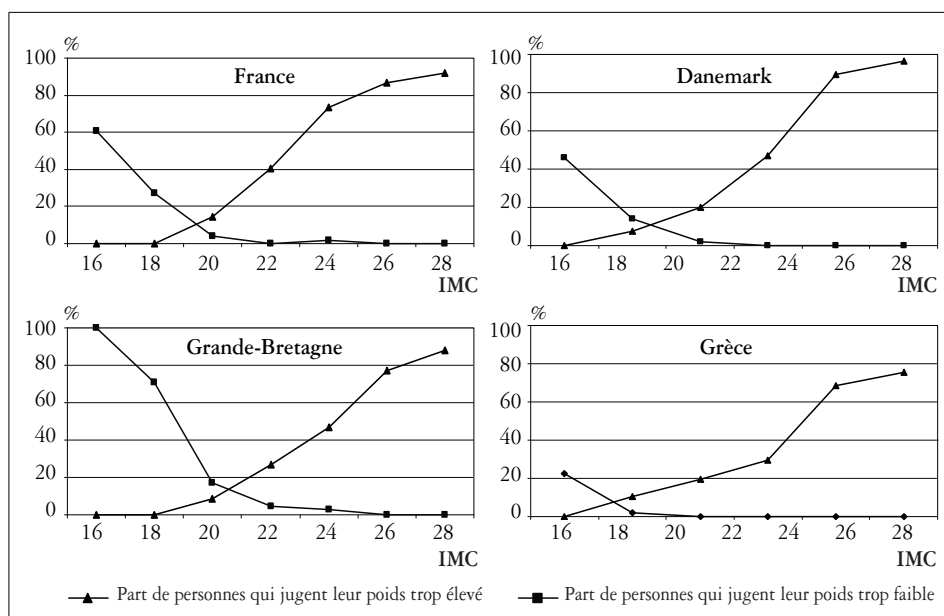 %
100
80
60
40
20
0
France
16 18 20 22 24 26 28
IMC
%
100
80
60
40
20
0
Danemark
16 18 20 22 24 26 28
IMC
%
100
80
60
40
20
0
Grande-Bretagne
16 18 20 22 24 26 28
IMC
%
100
80
60
40
20
0
Grèce
16 18 20 22 24 26 28
IMC
Part de personnes qui jugent leur poids trop élevé
Part de personnes qui jugent leur poids trop faible